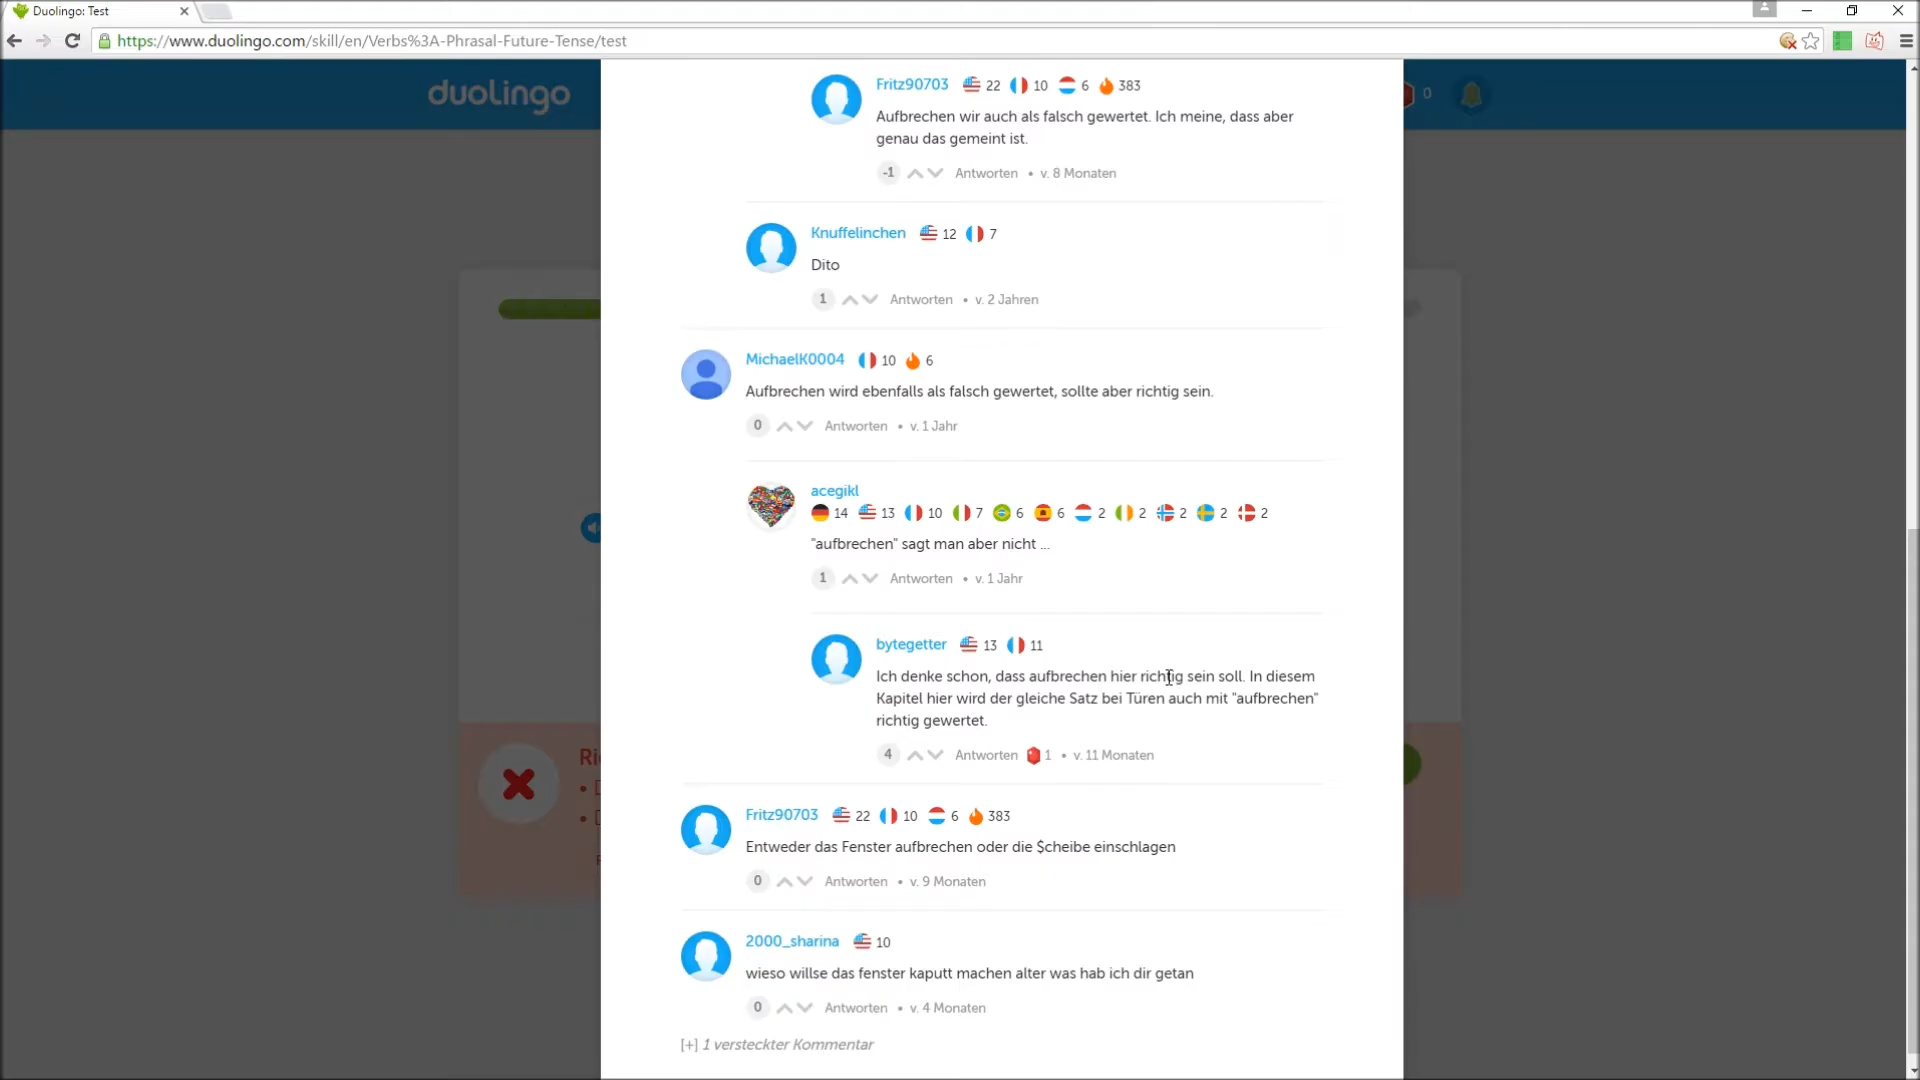 Duolingo: Test
https://www.duolingo.com/skill/en/Verbs%3A-Phrasal-Future-Tense/test
duolingo
0
Fritz90703 22 10 6 383
Aufbrechen wir auch als falsch gewertet. Ich meine, dass aber
genau das gemeint ist.
-1 Antworten • v. 8 Monaten
Knuffelinchen 12 7
Dito
1 Antworten • v. 2 Jahren
MichaelK0004 10 6
Aufbrechen wird ebenfalls als falsch gewertet, sollte aber richtig sein.
0 Antworten • v. 1 Jahr
acegikl
14 13 10 7 6 6 2 2 2 2 2
"aufbrechen" sagt man aber nicht ...
1 Antworten • v. 1 Jahr
bytegetter 13 11
Ich denke schon, dass aufbrechen hier richtig sein soll. In diesem
Kapitel hier wird der gleiche Satz bei Türen auch mit "aufbrechen"
richtig gewertet.
4 Antworten 1 • v. 11 Monaten
Ri
Fritz90703 22 10 6 383
Entweder das Fenster aufbrechen oder die $cheibe einschlagen
0 Antworten • v. 9 Monaten
2000_sharina 10
wieso willse das fenster kaputt machen alter was hab ich dir getan
0 Antworten • v. 4 Monaten
[+] 1 versteckter Kommentar